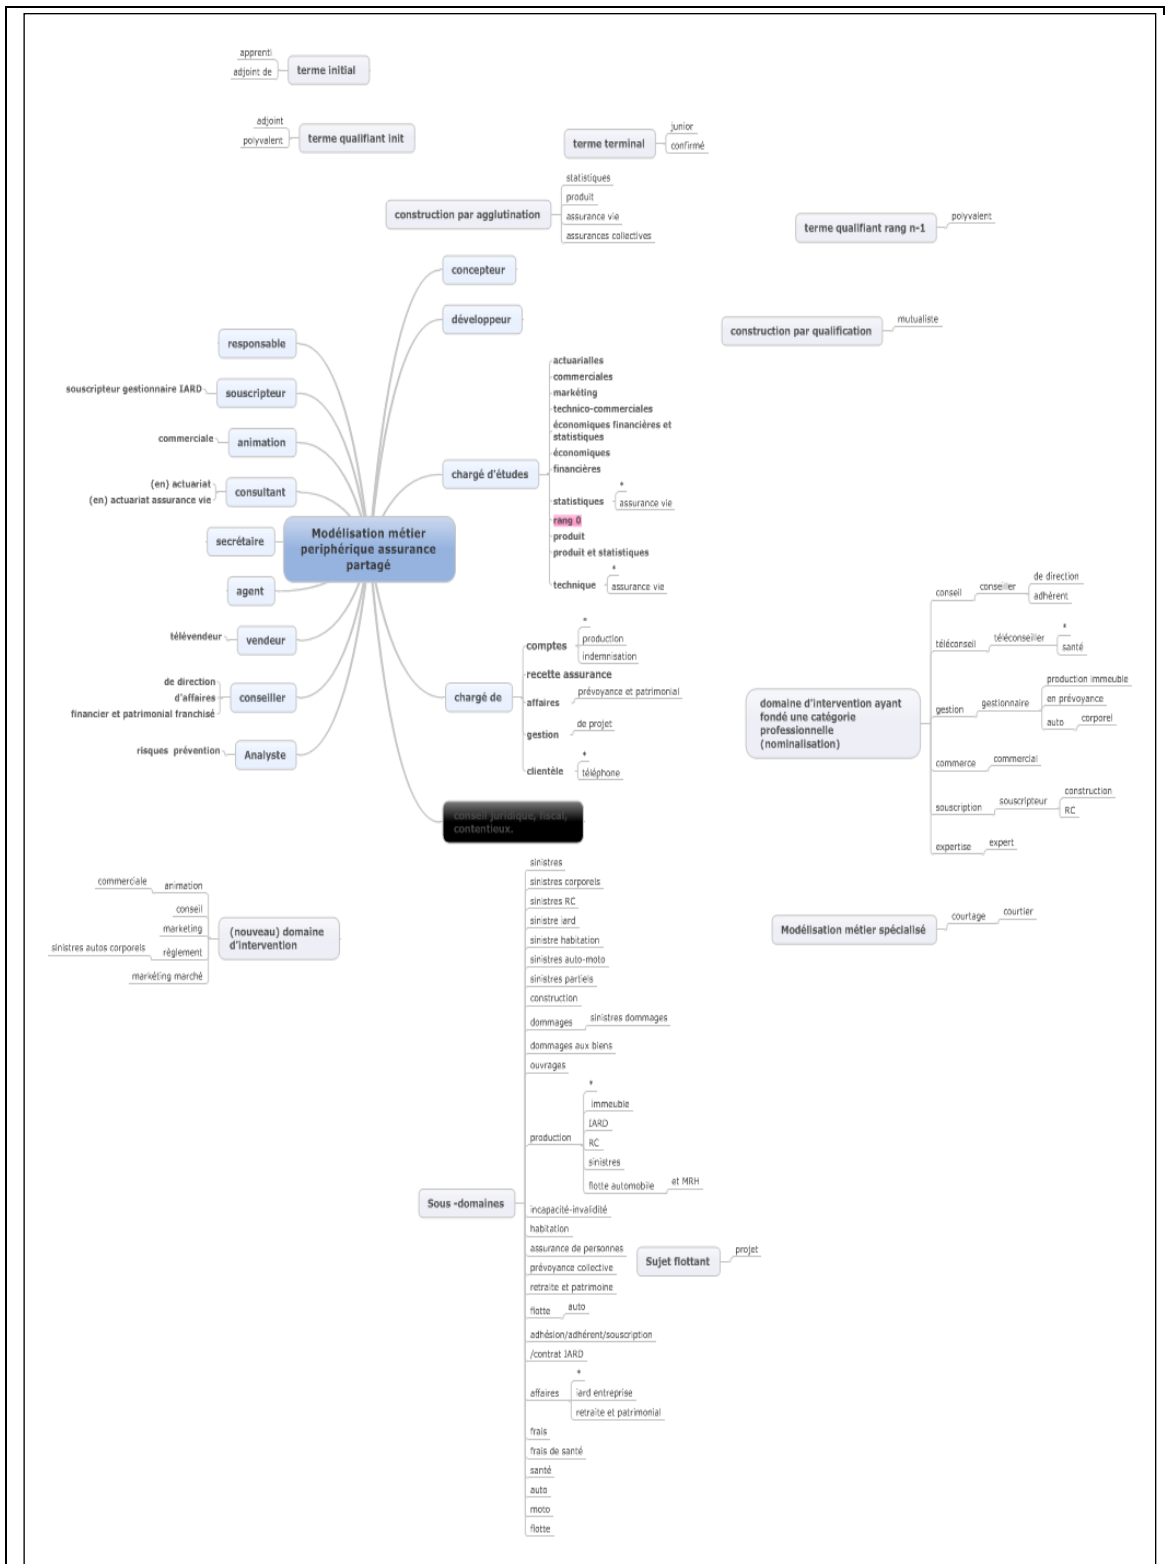 apprenti
adjoint de
terme initial
adjoint
polyvalent
terme qualifiant init
terme terminal
junior
confirmé
construction par agglutination
statistiques
produit
assurance vie
assurances collectives
terme qualifiant rang n-1
polyvalent
construction par qualification
mutualiste
Modélisation métier
periphérique assurance
partagé
concepteur
développeur
chargé d'études
actuarialles
commerciales
markéting
technico-commerciales
économiques financières et
statistiques
économiques
financières
statistiques
*
assurance vie
rang 0
produit
produit et statistiques
technique
*
assurance vie
chargé de
comptes
*
production
indemnisation
recette assurance
affaires
prévoyance et patrimonial
gestion
de projet
clientèle
*
téléphone
conseil juridique, fiscal,
contentieux.
responsable
souscripteur gestionnaire IARD
souscripteur
commerciale
animation
(en) actuariat
(en) actuariat assurance vie
consultant
secrétaire
agent
télévendeur
vendeur
de direction
d'affaires
financier et patrimonial franchisé
conseiller
risques prévention
Analyste
domaine d'intervention ayant
fondé une catégorie
professionnelle
(nominalisation)
conseil
conseiller
de direction
adhérent
téléconseil
téléconseiller
*
santé
gestion
gestionnaire
production immeuble
en prévoyance
auto
corporel
commerce
commercial
souscription
souscripteur
construction
RC
expertise
expert
commerciale
animation
conseil
marketing
sinistres autos corporels
règlement
markéting marché
(nouveau) domaine
d'intervention
Modélisation métier spécialisé
courtage
courtier
Sous -domaines
sinistres
sinistres corporels
sinistres RC
sinistre iard
sinistre habitation
sinistres auto-moto
sinistres partiels
construction
dommages
sinistres dommages
dommages aux biens
ouvrages
production
*
immeuble
IARD
RC
sinistres
flotte automobile
et MRH
incapacité-invalidité
habitation
assurance de personnes
prévoyance collective
retraite et patrimoine
flotte
auto
adhésion/adhérent/souscription
/contrat IARD
affaires
*
iard entreprise
retraite et patrimonial
frais
frais de santé
santé
auto
moto
flotte
Sujet flottant
projet